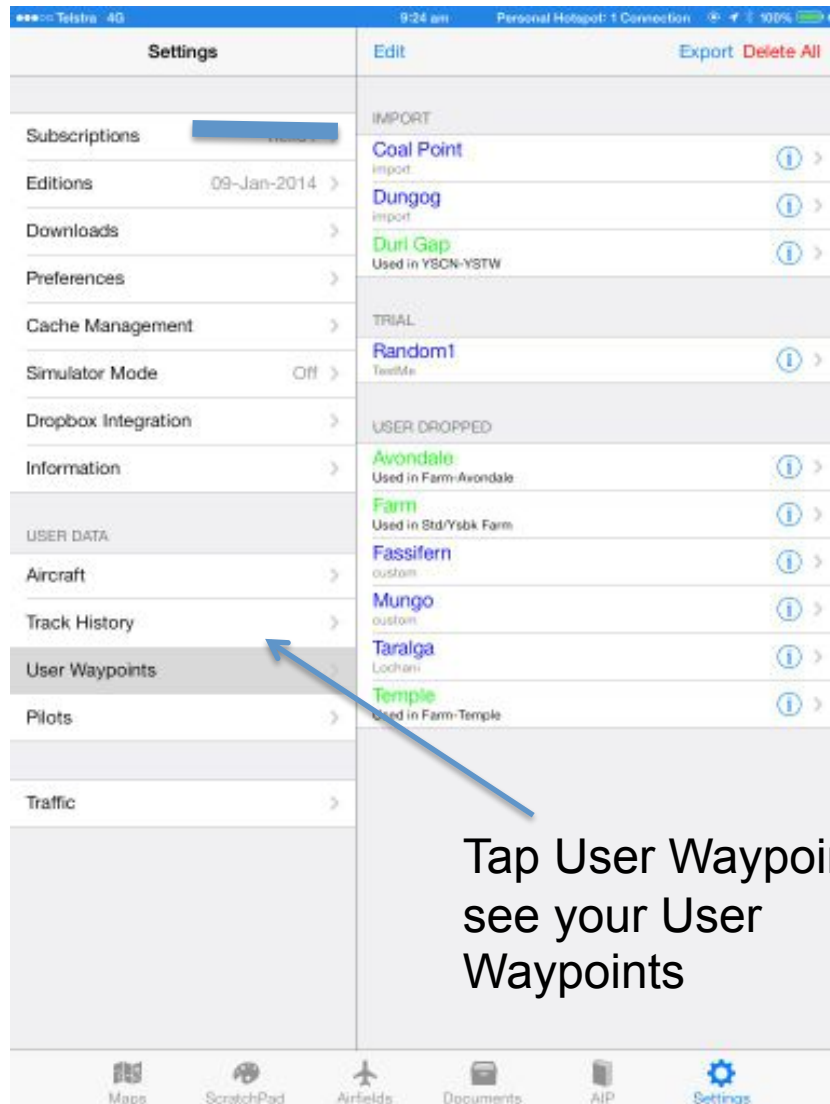 Telstra 4G 9:24 am Personal Hotspot: 1 Connection 100%
Settings
Edit Export Delete All
Subscriptions
Editions 09-Jan-2014
Downloads
Preferences
Cache Management
Simulator Mode Off
Dropbox Integration
Information
USER DATA
Aircraft
Track History
User Waypoints
Pilots
Traffic
IMPORT
Coal Point
import
Dungog
import
Duri Gap
Used in YSCN-YSTW
TRIAL
Random1
TestMe
USER DROPPED
Avondale
Used in Farm-Avondale
Farm
Used in Std/Ysbk Farm
Fassifern
custom
Mungo
custom
Taralga
Lochani
Temple
Used in Farm-Temple
Tap User Waypoi
see your User
Waypoints
Maps ScratchPad Airfields Documents AIP Settings